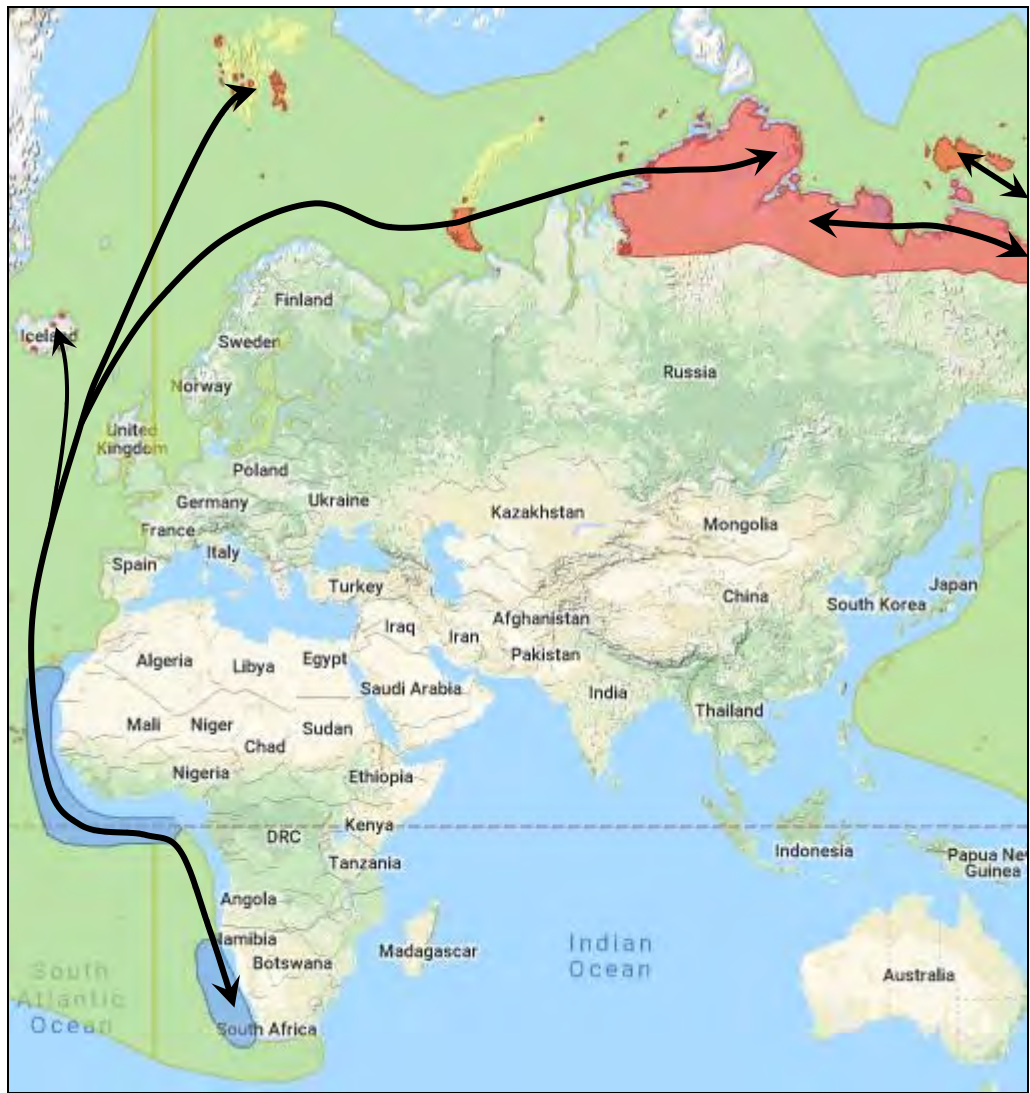 Iceland
Finland
Sweden
Norway
Russia
United
Kingdom
Poland
Germany
Ukraine
France
Kazakhstan
Mongolia
Italy
Spain
Turkey
China
Japan
South Korea
Afghanistan
Iraq
Iran
Pakistan
Algeria
Libya
Egypt
Saudi Arabia
India
Thailand
Mali
Niger
Sudan
Chad
Nigeria
Ethiopia
Kenya
DRC
Tanzania
Indonesia
Papua New
Guinea
Angola
Namibia
Botswana
Madagascar
Indian
Ocean
Australia
South
Atlantic
Ocean
South Africa